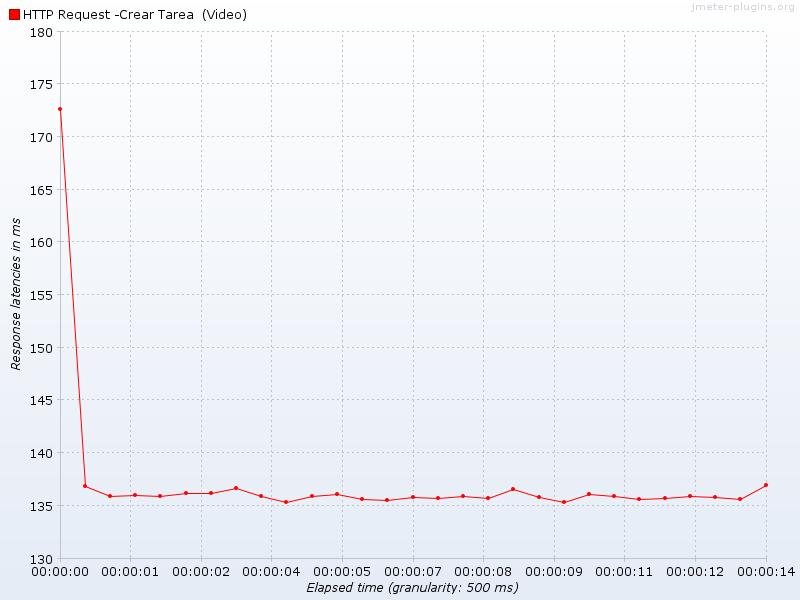 jmeter-plugins.org
HTTP Request -Crear Tarea  (Video)
180
175
170
165
160
155
150
145
140
135
130
Response latencies in ms
00:00:00 00:00:01 00:00:02 00:00:04 00:00:05 00:00:07 00:00:08 00:00:09 00:00:11 00:00:12 00:00:14
Elapsed time (granularity: 500 ms)